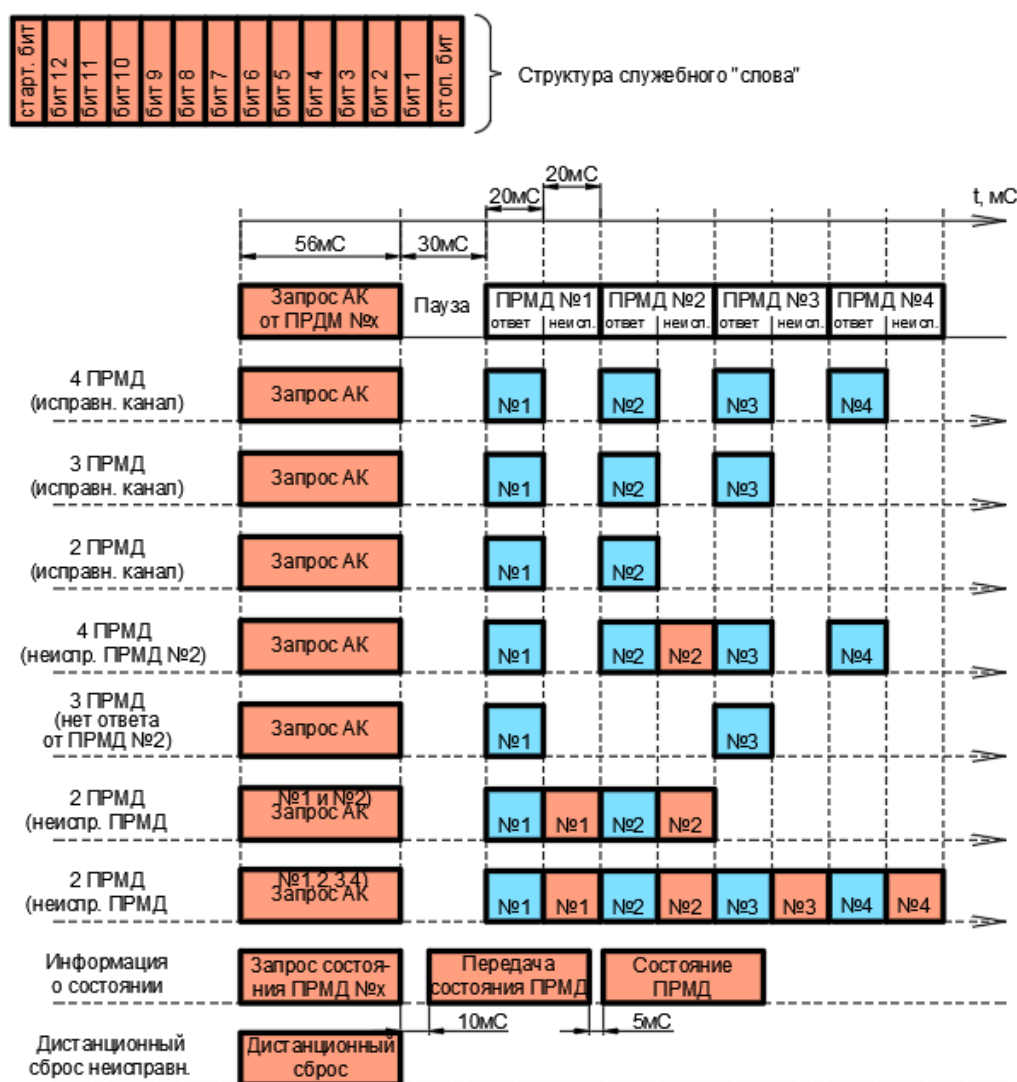 старт. бит
бит 12
бит 11
бит 10
бит 9
бит 8
бит 7
бит 6
бит 5
бит 4
бит 3
бит 2
бит 1
стоп. бит
Структура служебного "слова"
20мС
20мС
t, мС
56мС
30мС
Запрос АК
от ПРДМ №х
Пауза
ПРМД №1
ответ
неисп.
ПРМД №2
ответ
неисп.
ПРМД №3
ответ
неисп.
ПРМД №4
ответ
неисп.
4 ПРМД
(исправн. канал)
Запрос АК
№1
№2
№3
№4
3 ПРМД
(исправн. канал)
Запрос АК
№1
№2
№3
2 ПРМД
(исправн. канал)
Запрос АК
№1
№2
4 ПРМД
(неиспр. ПРМД №2)
Запрос АК
№1
№2
№2
№3
№4
3 ПРМД
(нет ответа
от ПРМД №2)
Запрос АК
№1
№3
2 ПРМД
(неиспр. ПРМД
№1 и №2)
Запрос АК
№1
№1
№2
№2
2 ПРМД
(неиспр. ПРМД
№1,2,3,4)
Запрос АК
№1
№1
№2
№2
№3
№3
№4
№4
Информация
о состоянии
Запрос состоя-
ния ПРМД №х
Передача
состояния ПРМД
Состояние
ПРМД
10мС
5мС
Дистанционный
сброс неисправн.
Дистанционный
сброс